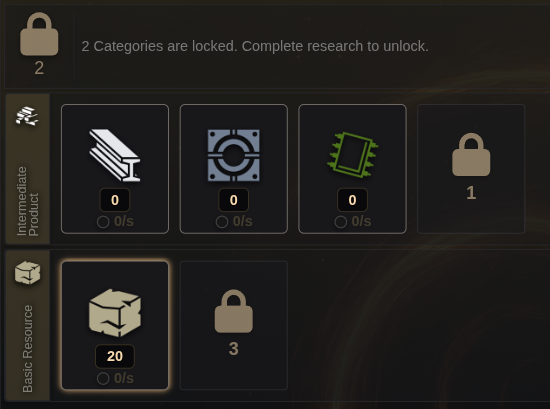 2 Categories are locked. Complete research to unlock.
2
Intermediate
Product
0
0/s
0
0/s
0
0/s
1
Basic Resource
20
0/s
3